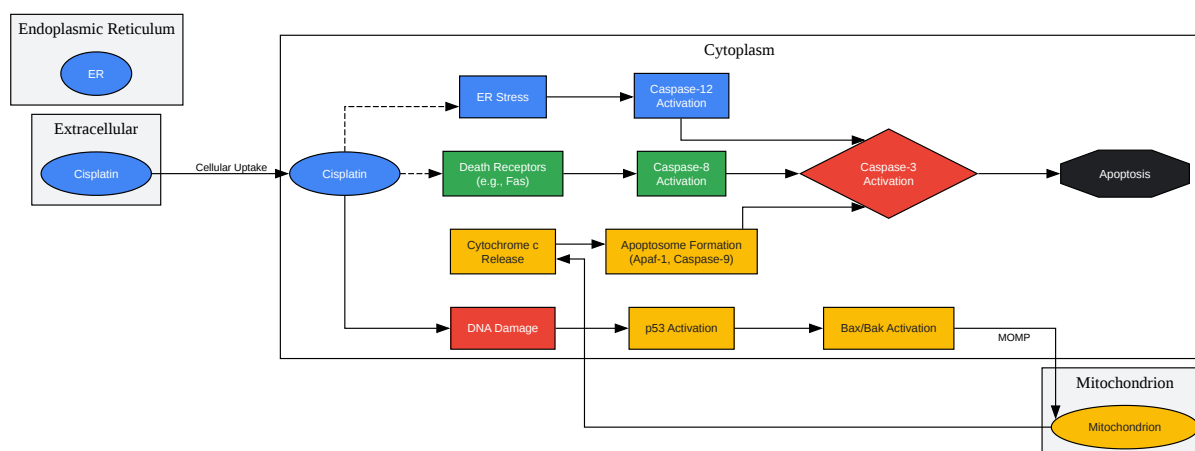 Endoplasmic Reticulum
ER
Extracellular
Cisplatin
Cellular Uptake
Cytoplasm
Cisplatin
ER Stress
Caspase-12
Activation
Death Receptors
(e.g., Fas)
Caspase-8
Activation
Caspase-3
Activation
Apoptosis
Cytochrome c
Release
Apoptosome Formation
(Apaf-1, Caspase-9)
DNA Damage
p53 Activation
Bax/Bak Activation
MOMP
Mitochondrion
Mitochondrion